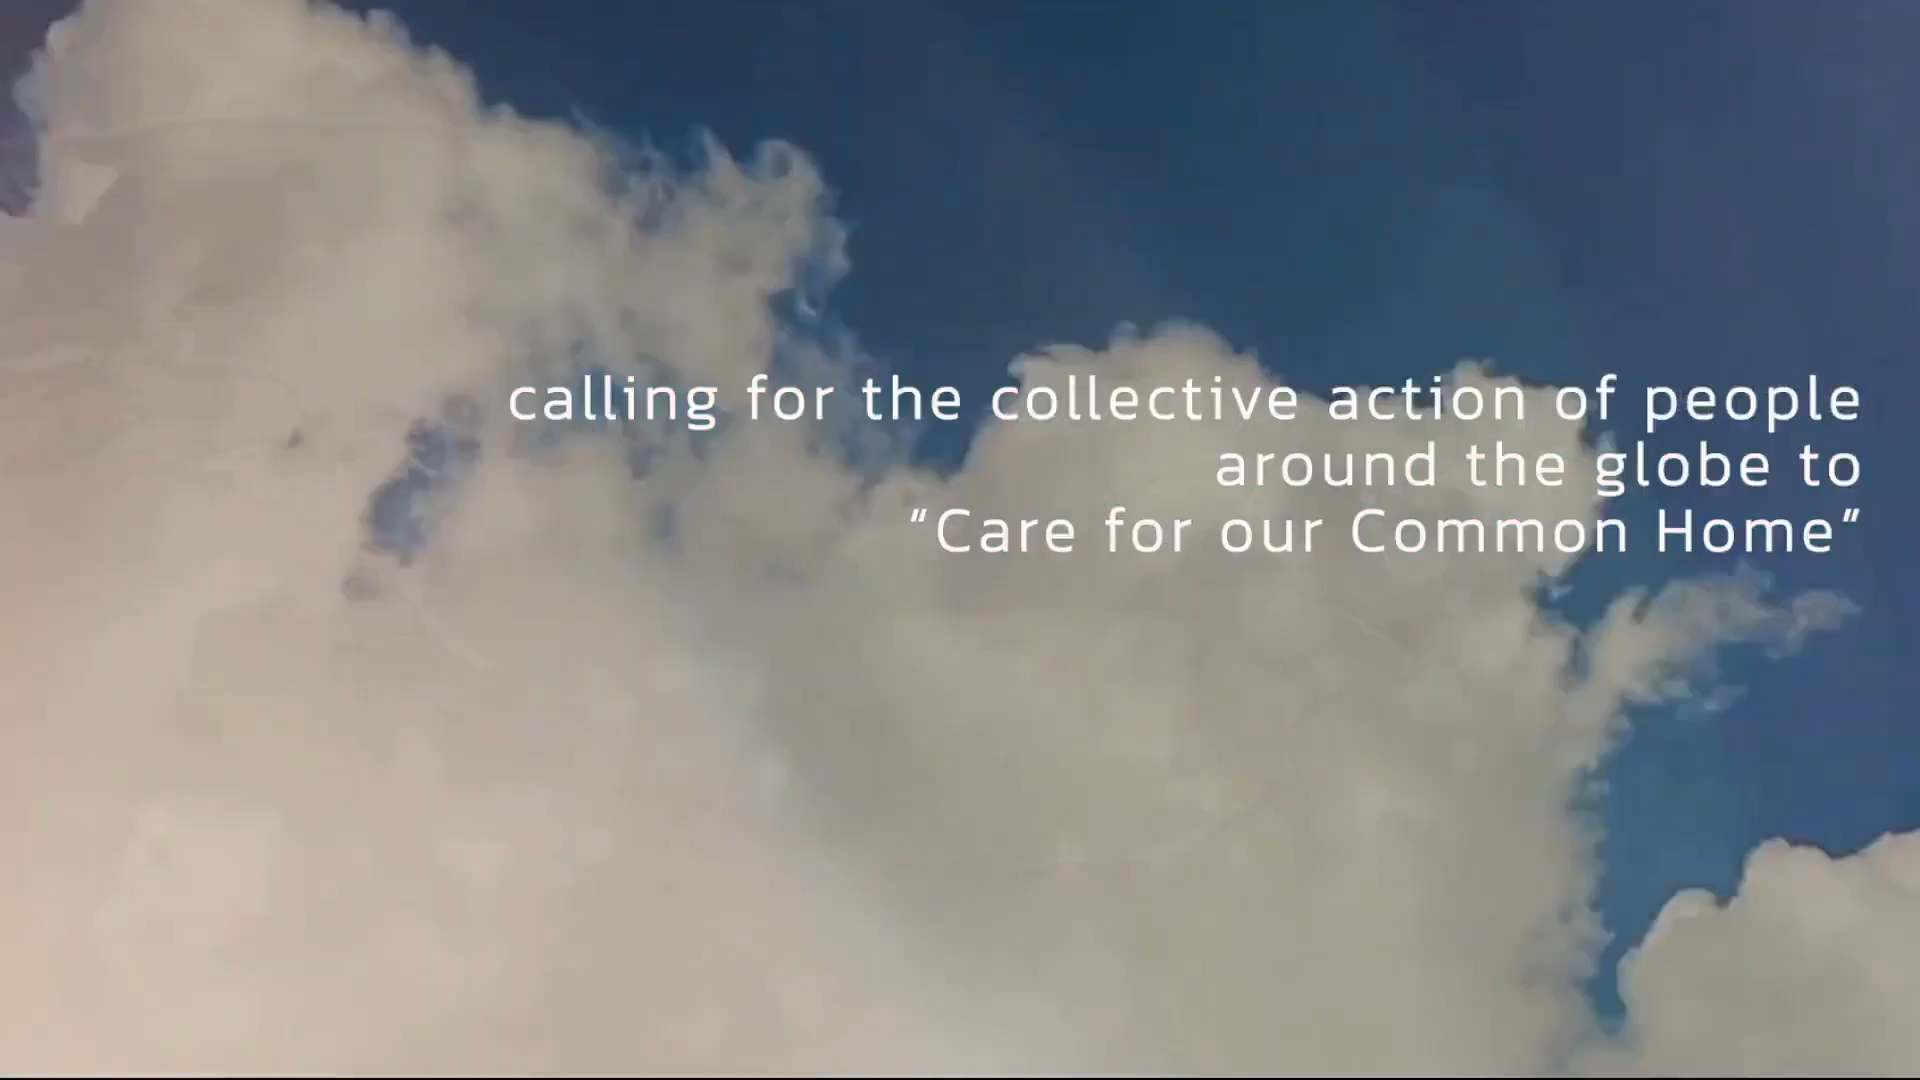 calling for the collective action of people
around the globe to
"Care for our Common Home"